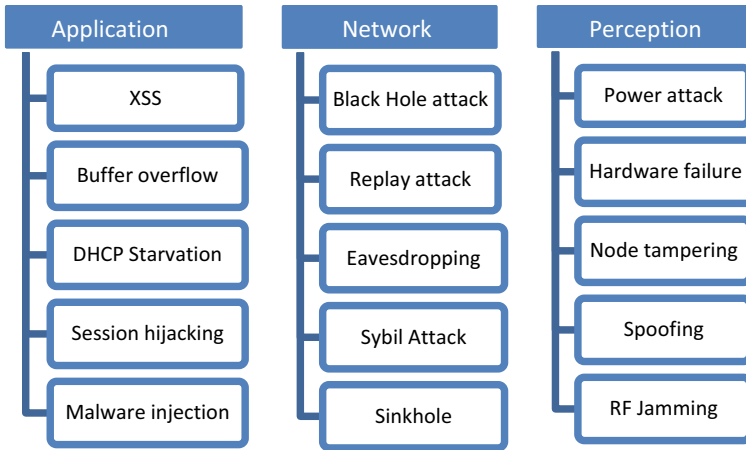 Application
XSS
Buffer overflow
DHCP Starvation
Session hijacking
Malware injection
Network
Black Hole attack
Replay attack
Eavesdropping
Sybil Attack
Sinkhole
Perception
Power attack
Hardware failure
Node tampering
Spoofing
RF Jamming